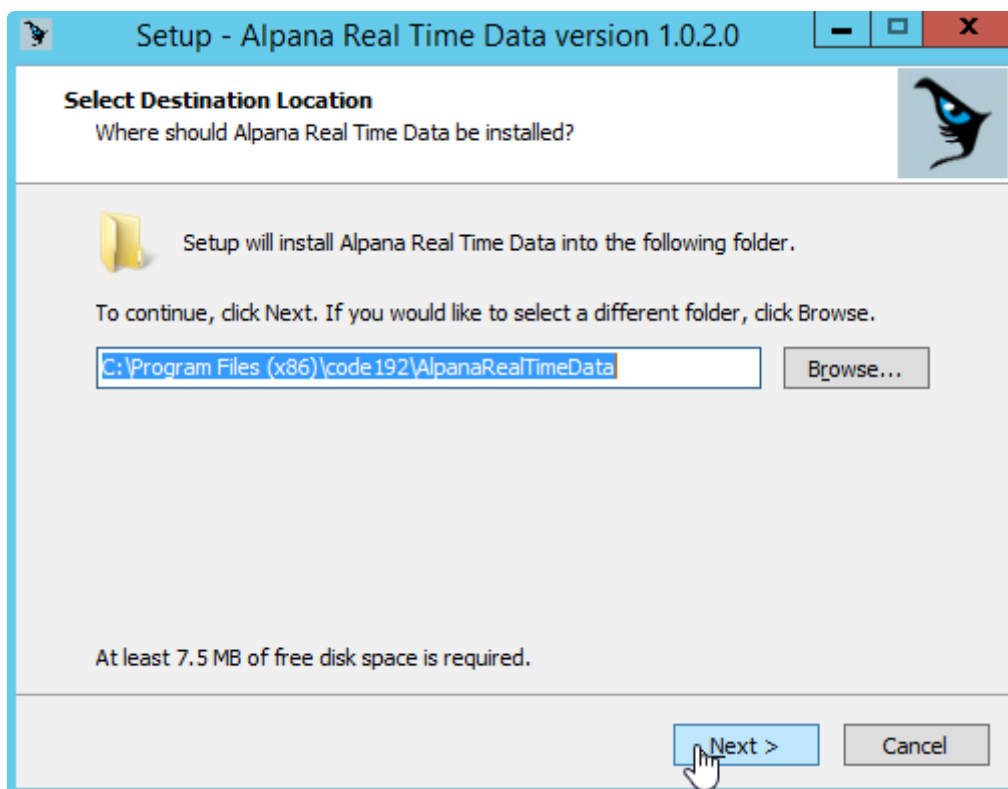 Setup - Alpana Real Time Data version 1.0.2.0
Select Destination Location
Where should Alpana Real Time Data be installed?
Setup will install Alpana Real Time Data into the following folder.
To continue, click Next. If you would like to select a different folder, click Browse.
C:\Program Files (x86)\code192\AlpanaRealTimeData
Browse...
At least 7.5 MB of free disk space is required.
Next >
Cancel